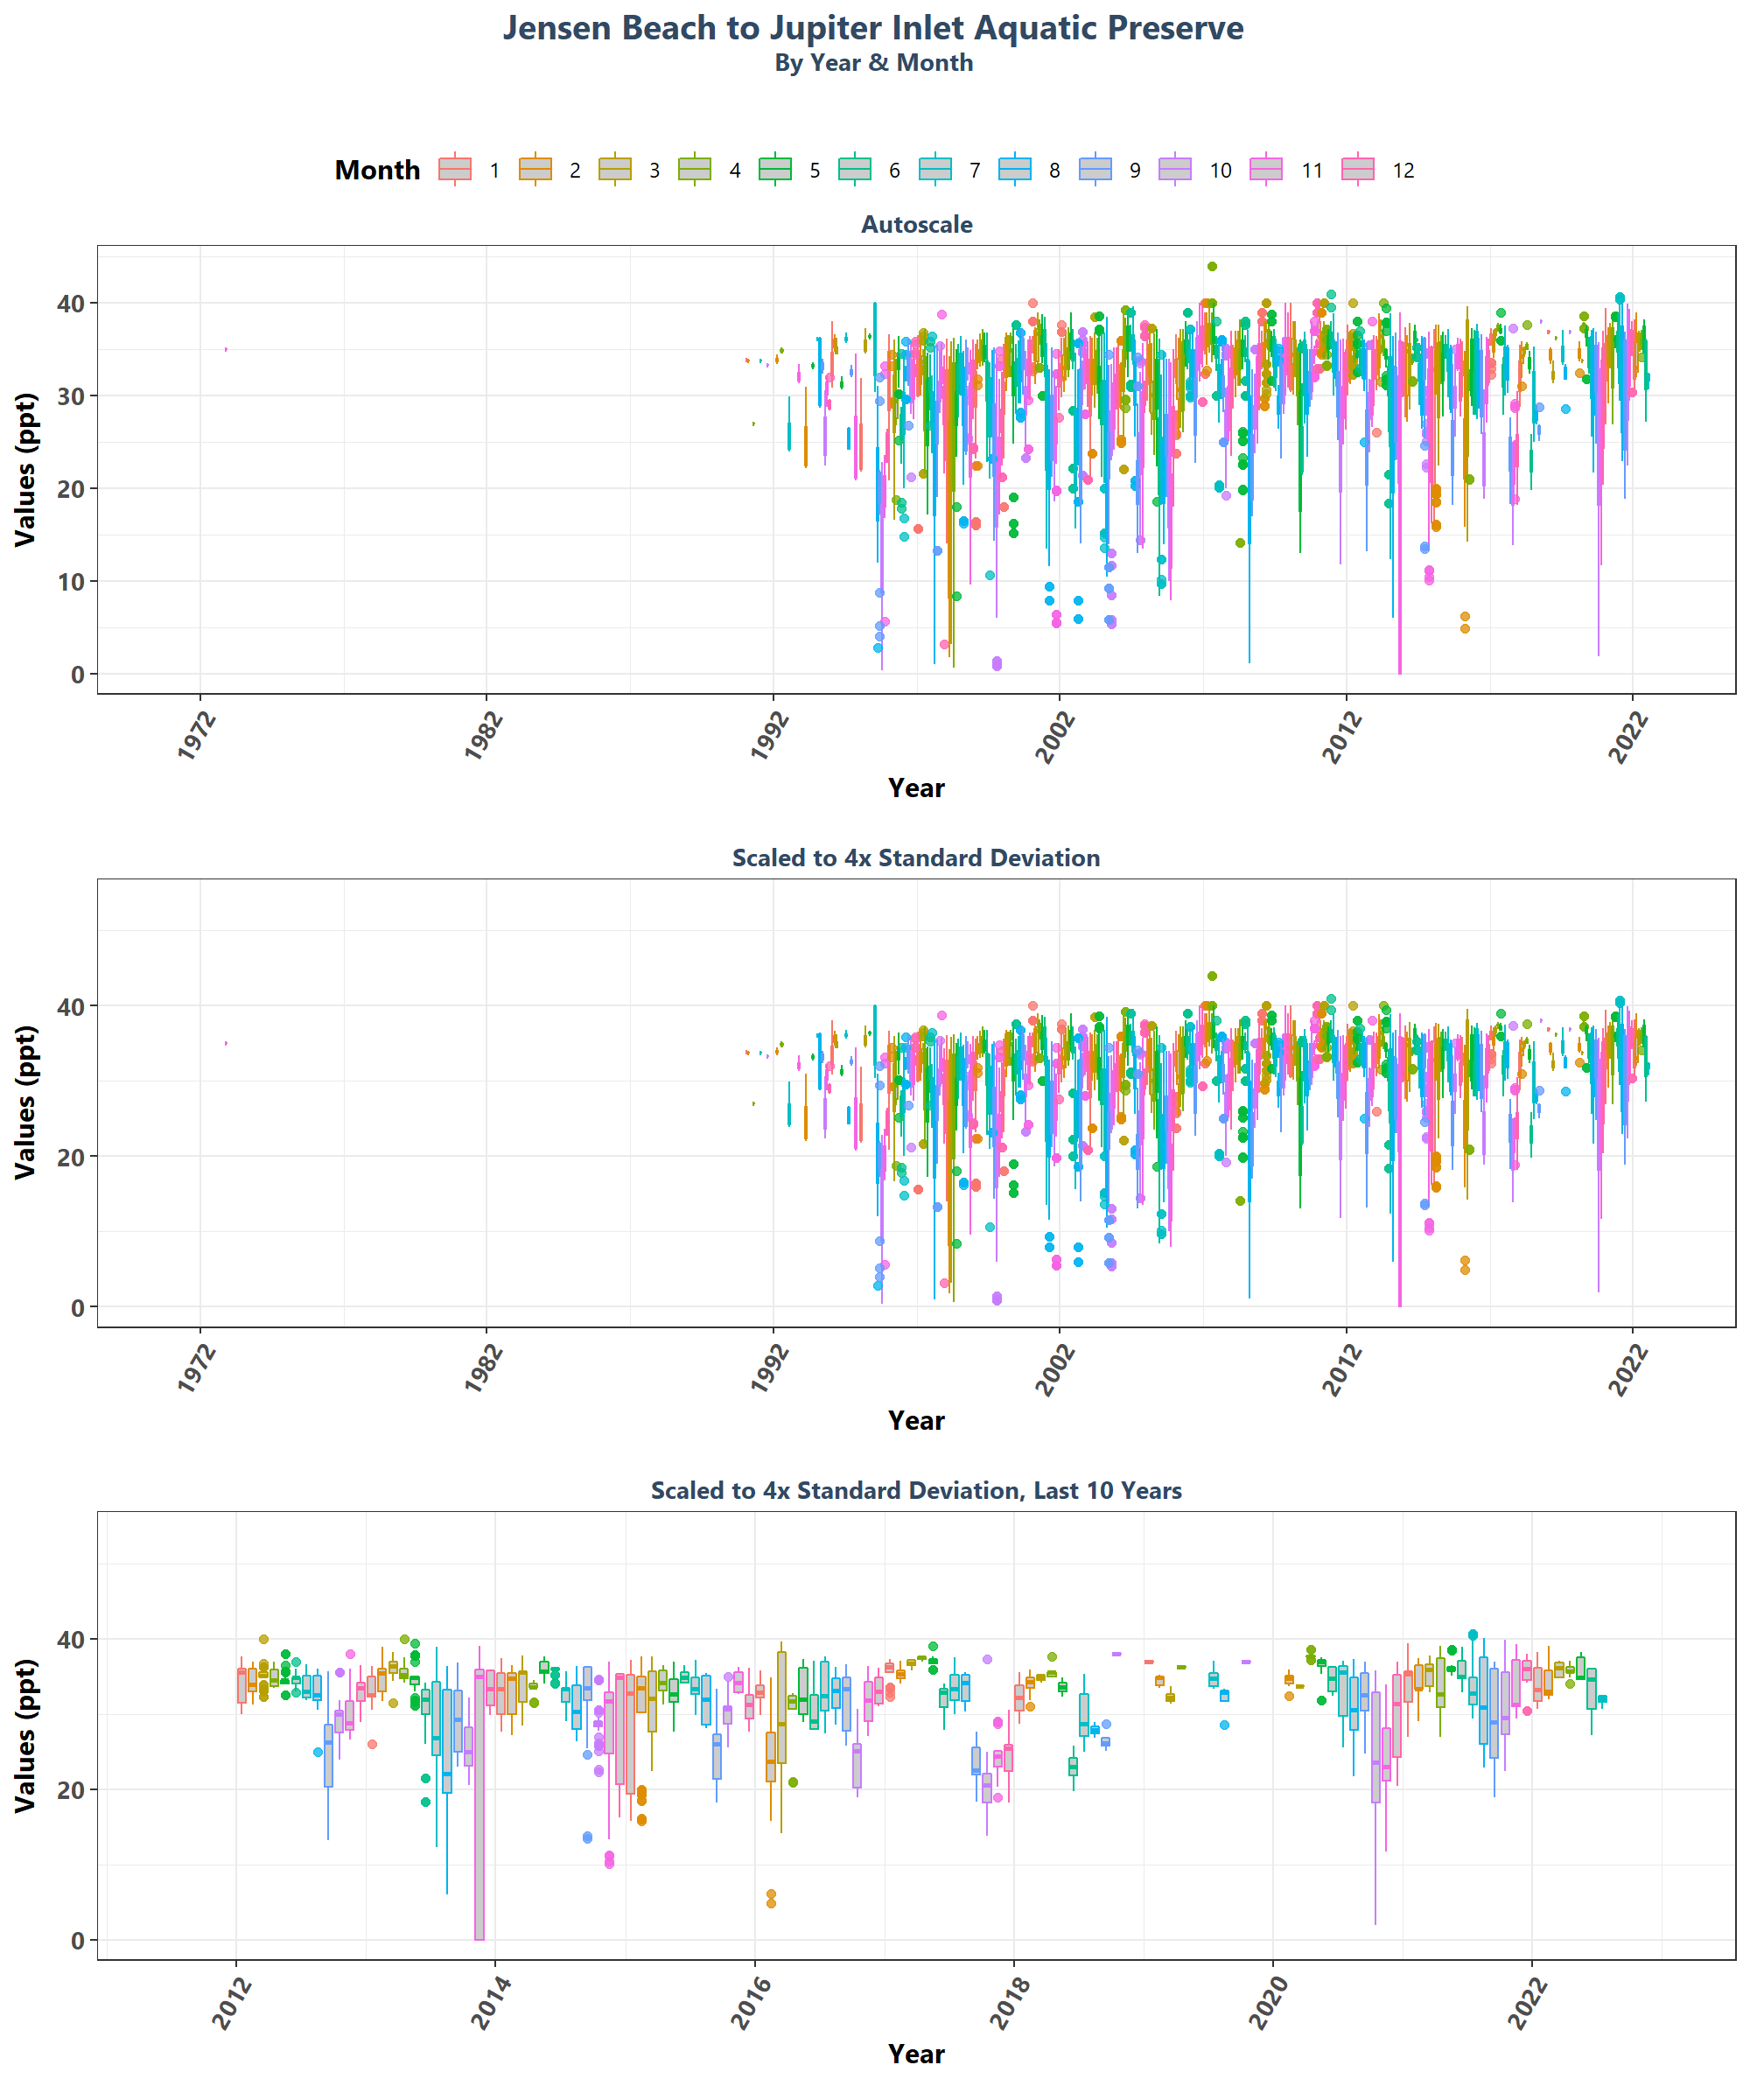 Jensen Beach to Jupiter Inlet Aquatic Preserve
By Year & Month
Month 1 2 3 4 5 6 7 8 9 10 11 12
Autoscale
Values (ppt)
40
30
20
10
0
1972 1982 1992 2002 2012 2022
Year
Scaled to 4x Standard Deviation
Values (ppt)
40
20
0
1972 1982 1992 2002 2012 2022
Year
Scaled to 4x Standard Deviation, Last 10 Years
Values (ppt)
40
20
0
2012 2014 2016 2018 2020 2022
Year